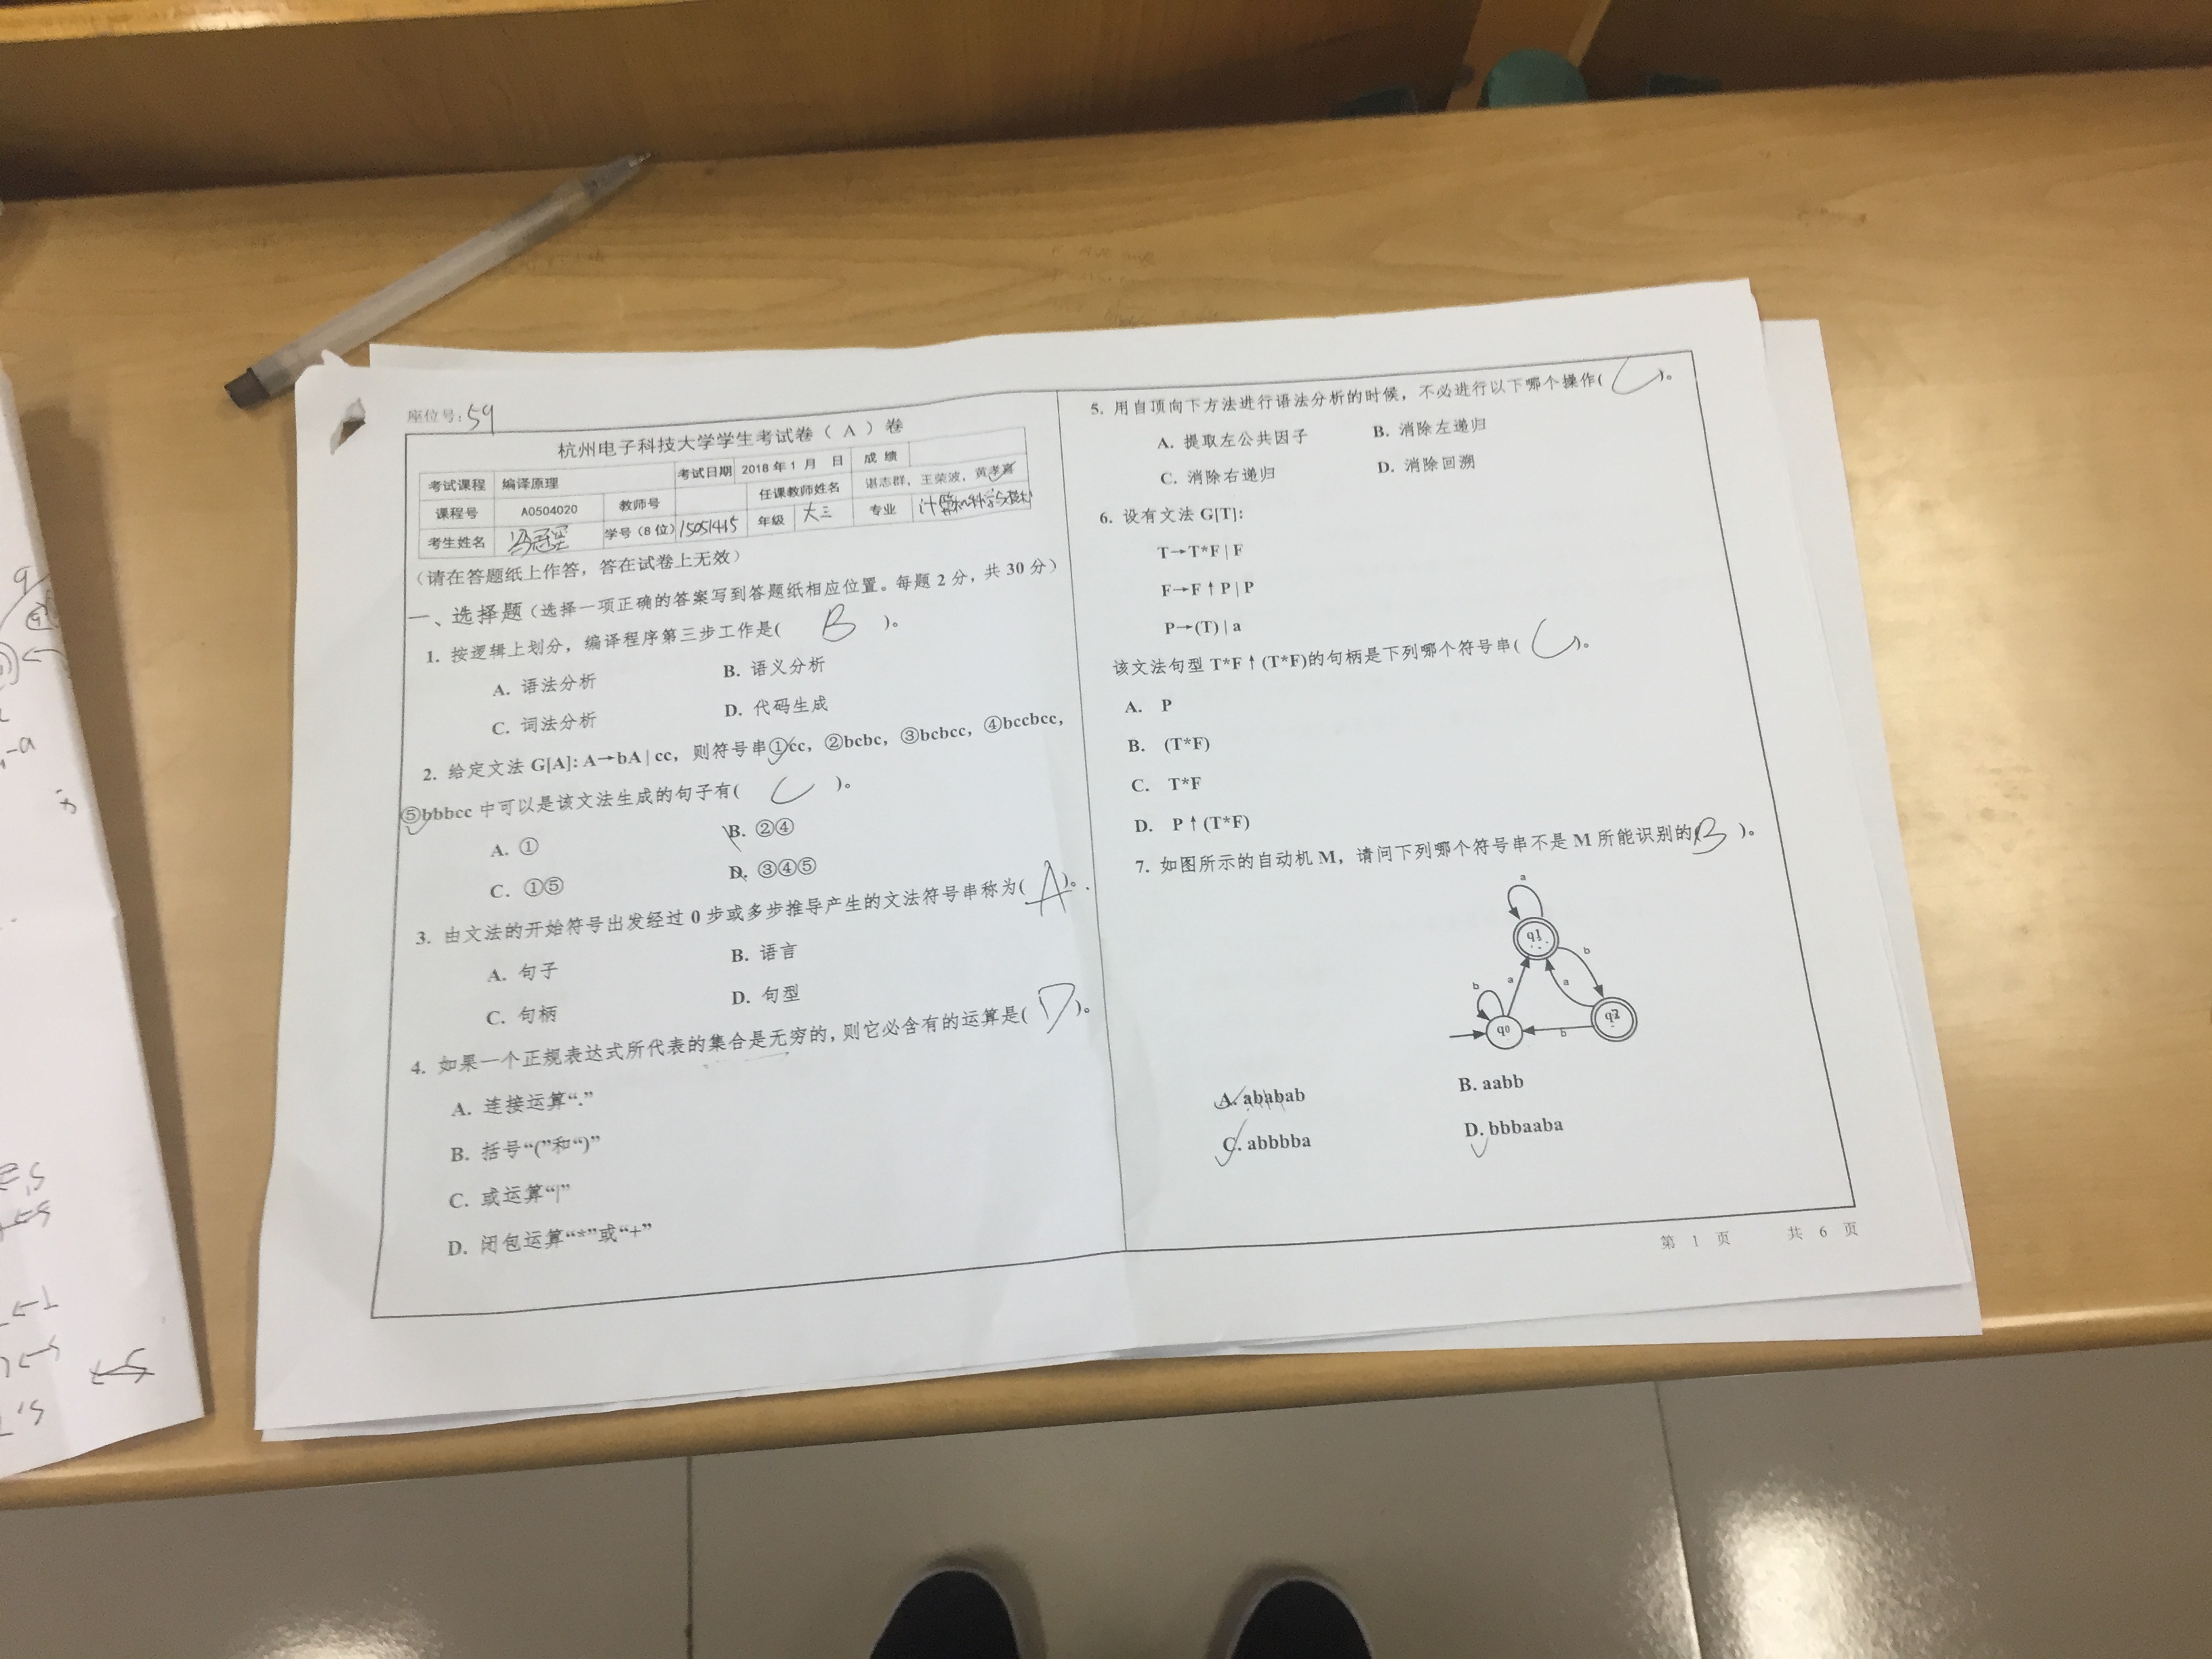 座位号: 59
杭州电子科技大学学生考试卷（ A ）卷
考试课程 编译原理 考试日期 2018 年 1 月 日 成 绩
课程号 A0504020 教师号 任课教师姓名 谌志群，王荣波，黄孝喜
考生姓名 学号（8 位） 15051415 年级 大三 专业 计算机科学与技术
（请在答题纸上作答，答在试卷上无效）
一、选择题（选择一项正确的答案写到答题纸相应位置。每题 2 分，共 30 分）
1. 按逻辑上划分，编译程序第三步工作是( B )。
A. 语法分析 B. 语义分析
C. 词法分析 D. 代码生成
2. 给定文法 G[A]: A→bA | cc，则符号串①cc，②bcbc，③bcbcc，④bccbcc，
⑤bbbcc 中可以是该文法生成的句子有( C )。
A. ① B. ②④
C. ①⑤ D. ③④⑤
3. 由文法的开始符号出发经过 0 步或多步推导产生的文法符号串称为( A )。
A. 句子 B. 语言
C. 句柄 D. 句型
4. 如果一个正规表达式所代表的集合是无穷的，则它必含有的运算是( D )。
A. 连接运算“.”
B. 括号“(”和“)”
C. 或运算“|”
D. 闭包运算“*”或“+”
5. 用自顶向下方法进行语法分析的时候，不必进行以下哪个操作( C )。
A. 提取左公共因子 B. 消除左递归
C. 消除右递归 D. 消除回溯
6. 设有文法 G[T]:
T→T*F | F
F→F↑P | P
P→(T) | a
该文法句型 T*F↑(T*F)的句柄是下列哪个符号串( C )。
A. P
B. (T*F)
C. T*F
D. P↑(T*F)
7. 如图所示的自动机 M，请问下列哪个符号串不是 M 所能识别的( B )。
a
q1
b
b a a
q0 b q2
A. ababab B. aabb
C. abbbba D. bbbaaba
第 1 页 共 6 页